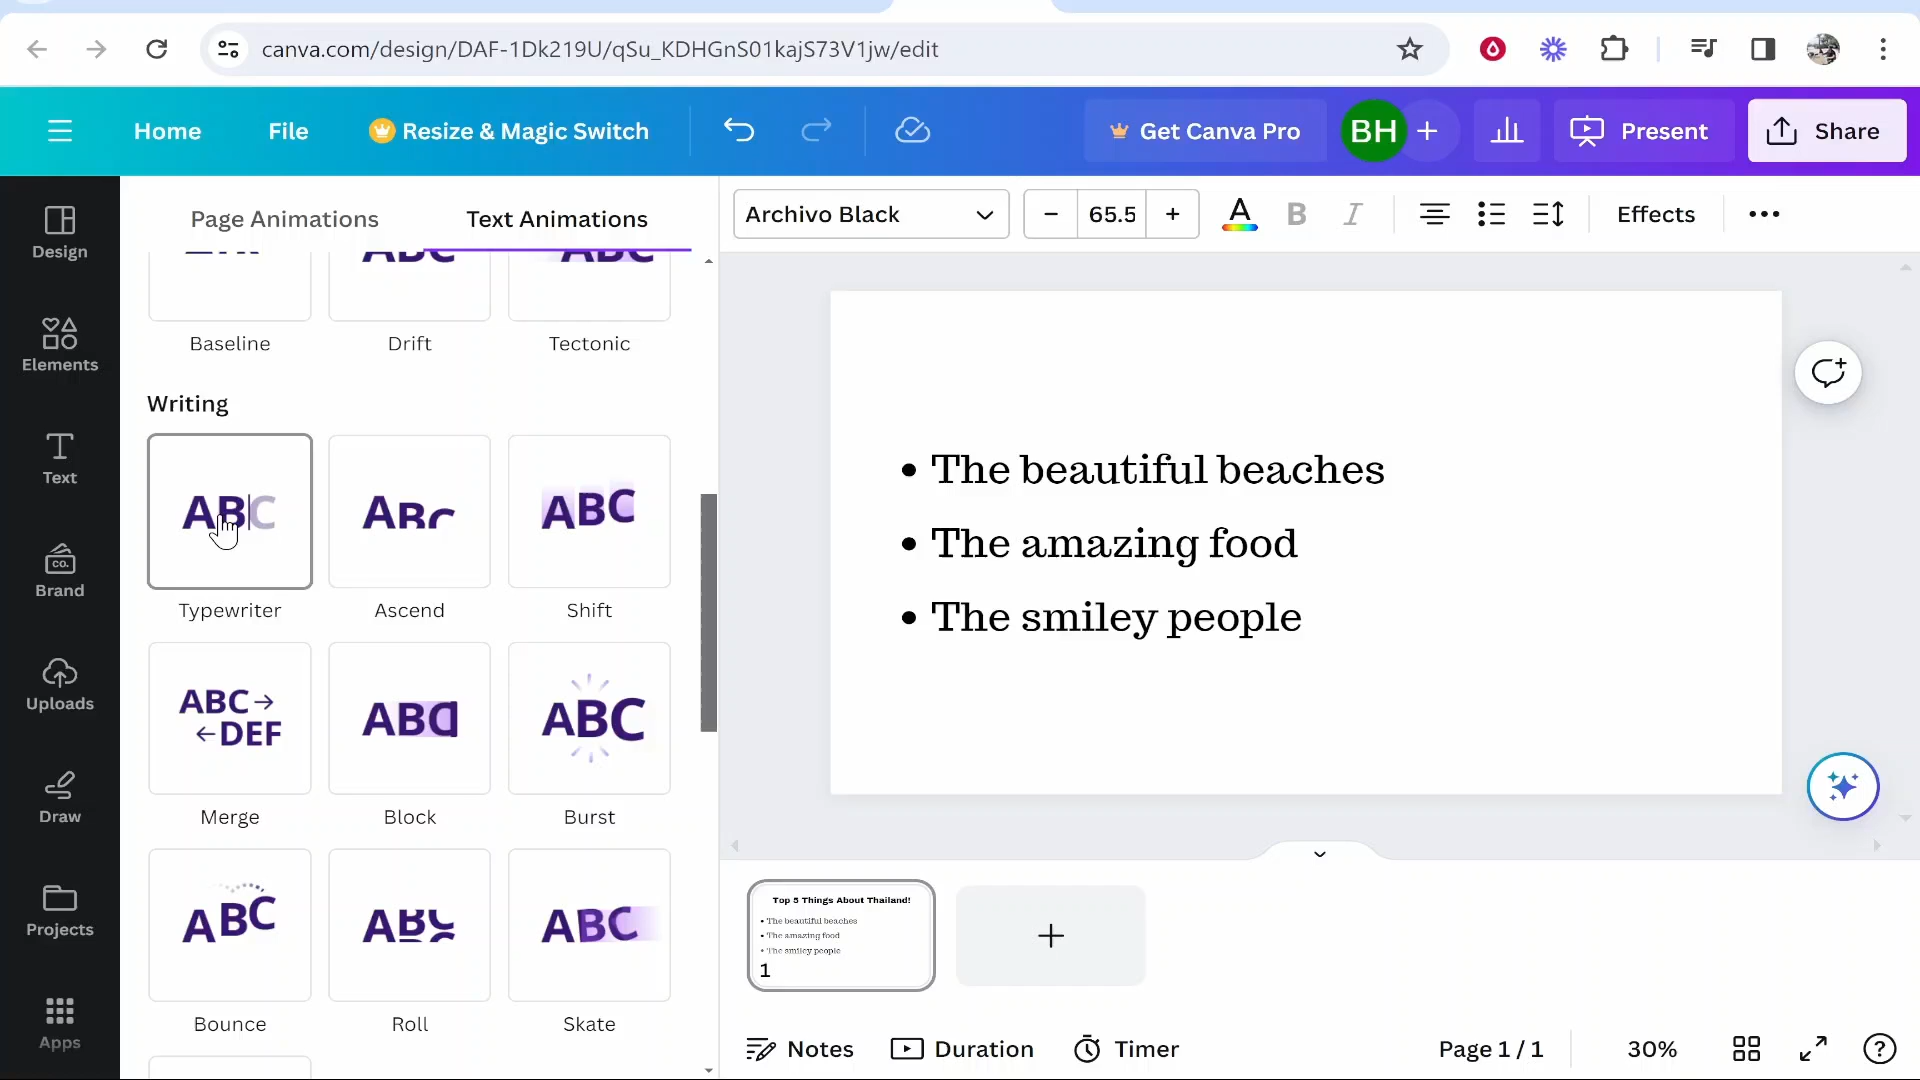 canva.com/design/DAF-1Dk219U/qSu_KDHGnS01kajS73V1jw/edit
Home File Resize & Magic Switch Get Canva Pro BH Present Share
Page Animations Text Animations
Archivo Black 65.5 A B I Effects
Design
Elements
Text
Brand
CO.
Uploads
Draw
Projects
Apps
Baseline Drift Tectonic
Writing
ABC ABC ABC
Typewriter Ascend Shift
ABC DEF ABC ABC
Merge Block Burst
ABC ABC ABC
Bounce Roll Skate
• The beautiful beaches
• The amazing food
• The smiley people
Top 5 Things About Thailand!
• The beautiful beaches
• The amazing food
• The smiley people
1
Notes Duration Timer Page 1 / 1 30%